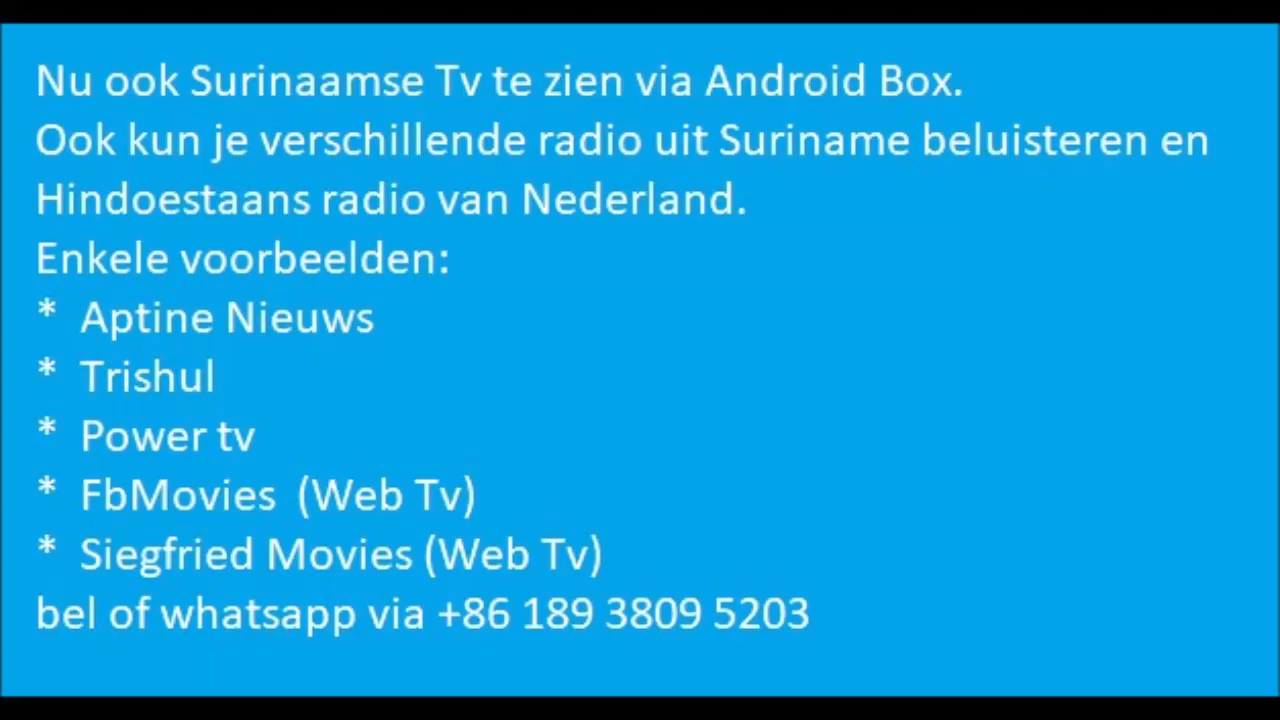 Nu ook Surinaamse Tv te zien via Android Box.
Ook kun je verschillende radio uit Suriname beluisteren en
Hindoestaans radio van Nederland.
Enkele voorbeelden:
* Aptine Nieuws
* Trishul
* Power tv
* FbMovies (Web Tv)
* Siegfried Movies (Web Tv)
bel of whatsapp via +86 189 3809 5203